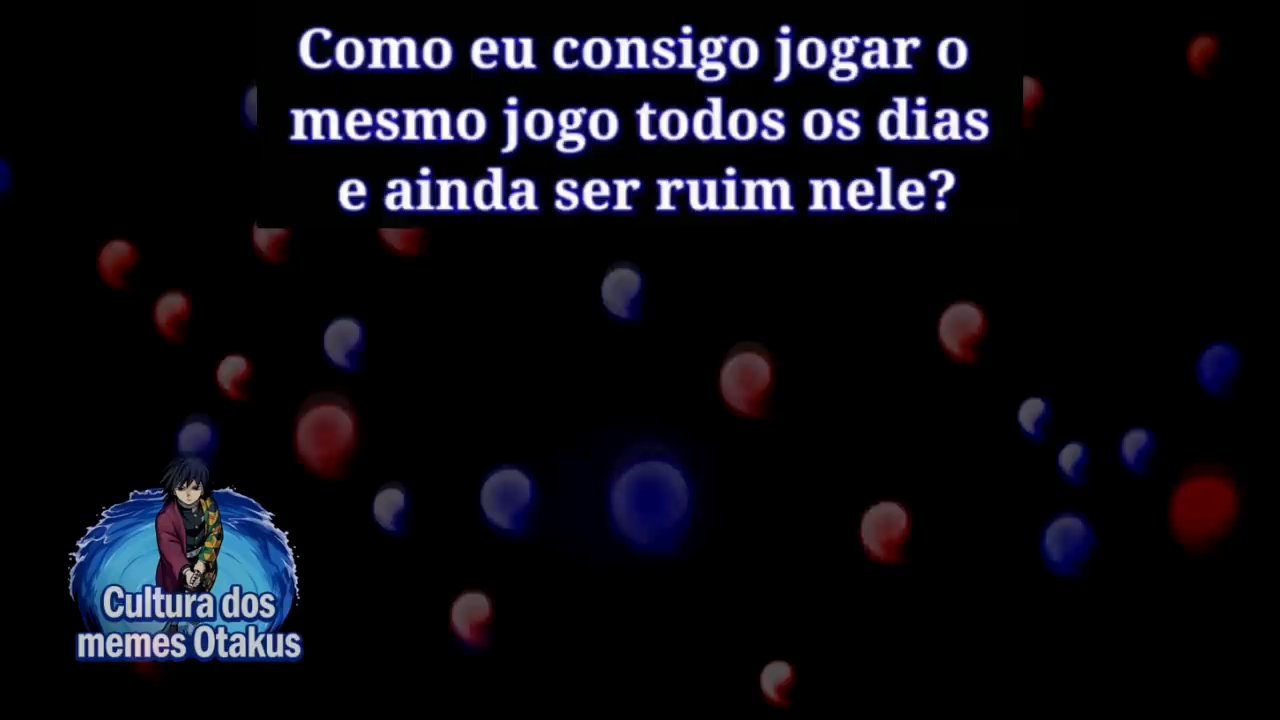 Como eu consigo jogar o
mesmo jogo todos os dias
e ainda ser ruim nele?
Cultura dos
memes Otakus